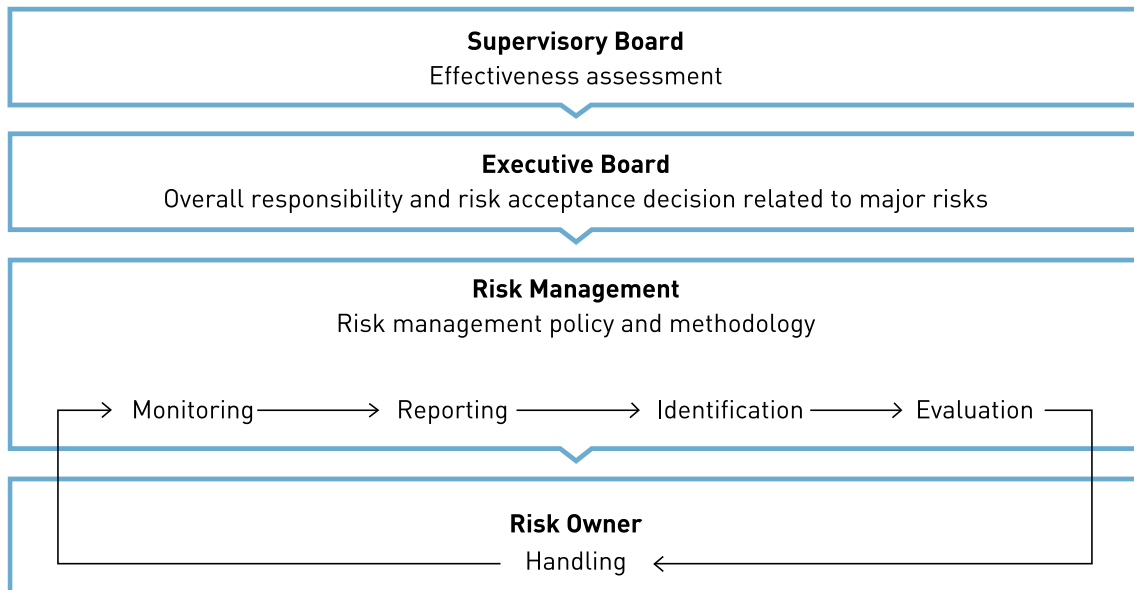 Supervisory Board
Effectiveness assessment
Executive Board
Overall responsibility and risk acceptance decision related to major risks
Risk Management
Risk management policy and methodology
Monitoring Reporting Identification Evaluation
Risk Owner
Handling